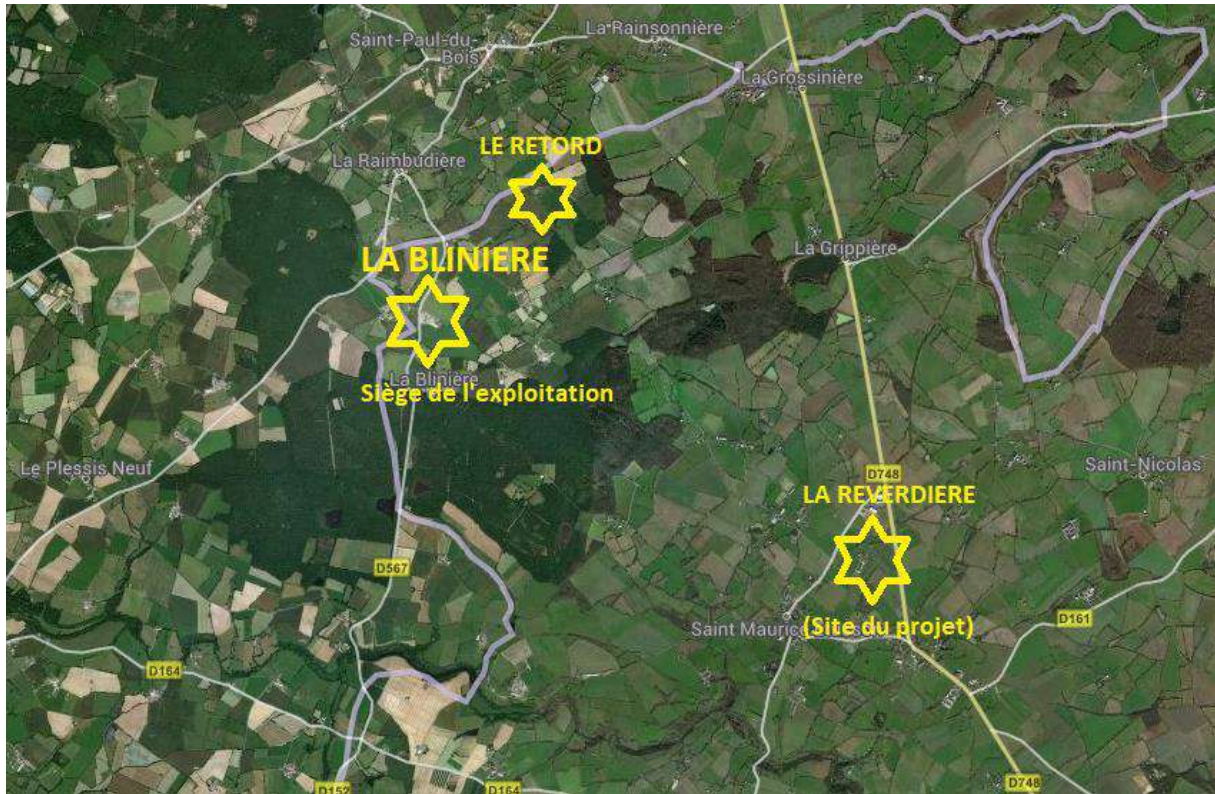 La Rainsonnière
Saint-Paul-du-
Bois
La Grossinière
LE RETORD
La Raimbudière
La Grippière
LA BLINIERE
La Blinière
Siège de l'exploitation
Le Plessis Neuf
Saint-Nicolas
D748
LA REVERDIERE
D567
D161
Saint Mauric
(Site du projet)
D164
D152
D164
D748